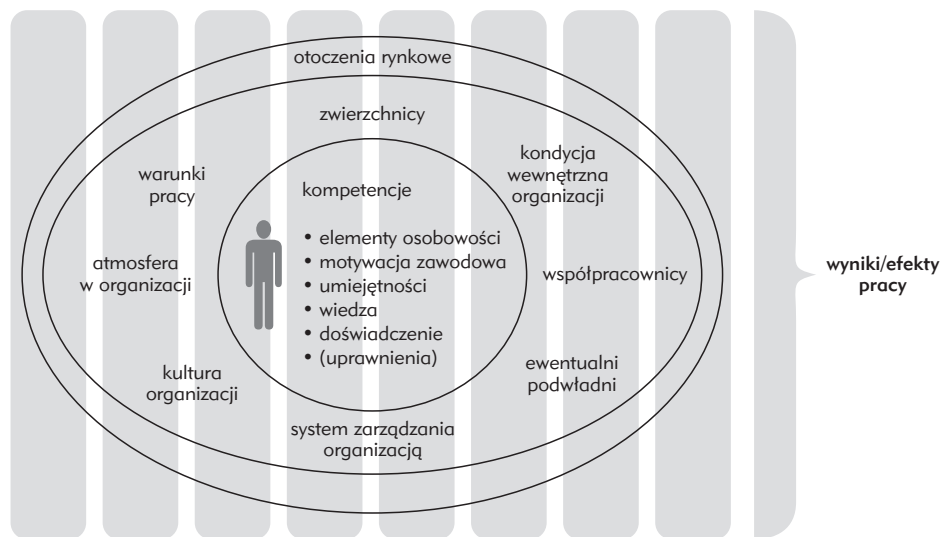 otoczenia rynkowe
zwierzchnicy
warunki
pracy
kondycja
wewnętrzna
organizacji
kompetencje
• elementy osobowości
• motywacja zawodowa
• umiejętności
• wiedza
• doświadczenie
• (uprawnienia)
atmosfera
w organizacji
współpracownicy
kultura
organizacji
ewentualni
podwładni
system zarządzania
organizacją
wyniki/efekty
pracy